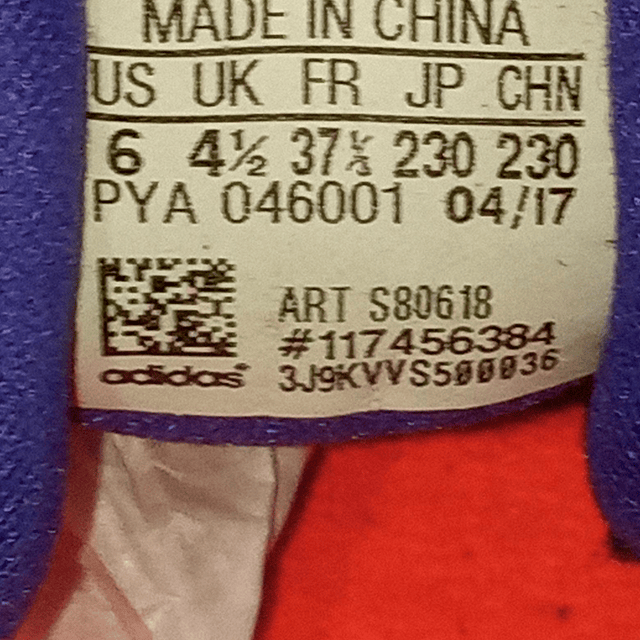 MADE IN CHINA
US UK FR JP CHN
6 4½ 37⅓ 230 230
PYA 046001 04/17
ART S80618
#117456384
adidas 3J9KVVS500036